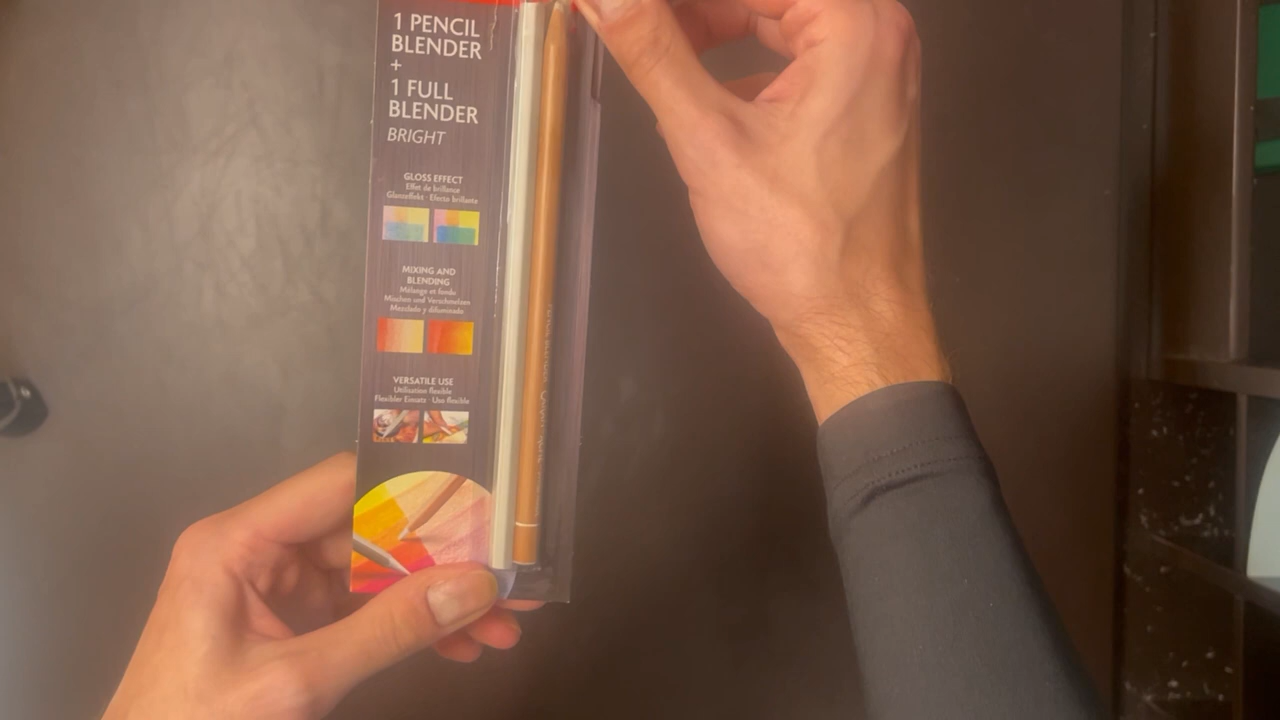 1 PENCIL
BLENDER
+
1 FULL
BLENDER
BRIGHT
GLOSS EFFECT
Effet de brillance
Glanzeffekt · Efecto brillante
MIXING AND
BLENDING
Mélange et fondu
Mischen und Verschmelzen
Mezclado y difuminado
VERSATILE USE
Utilisation flexible
Flexibler Einsatz · Uso flexible